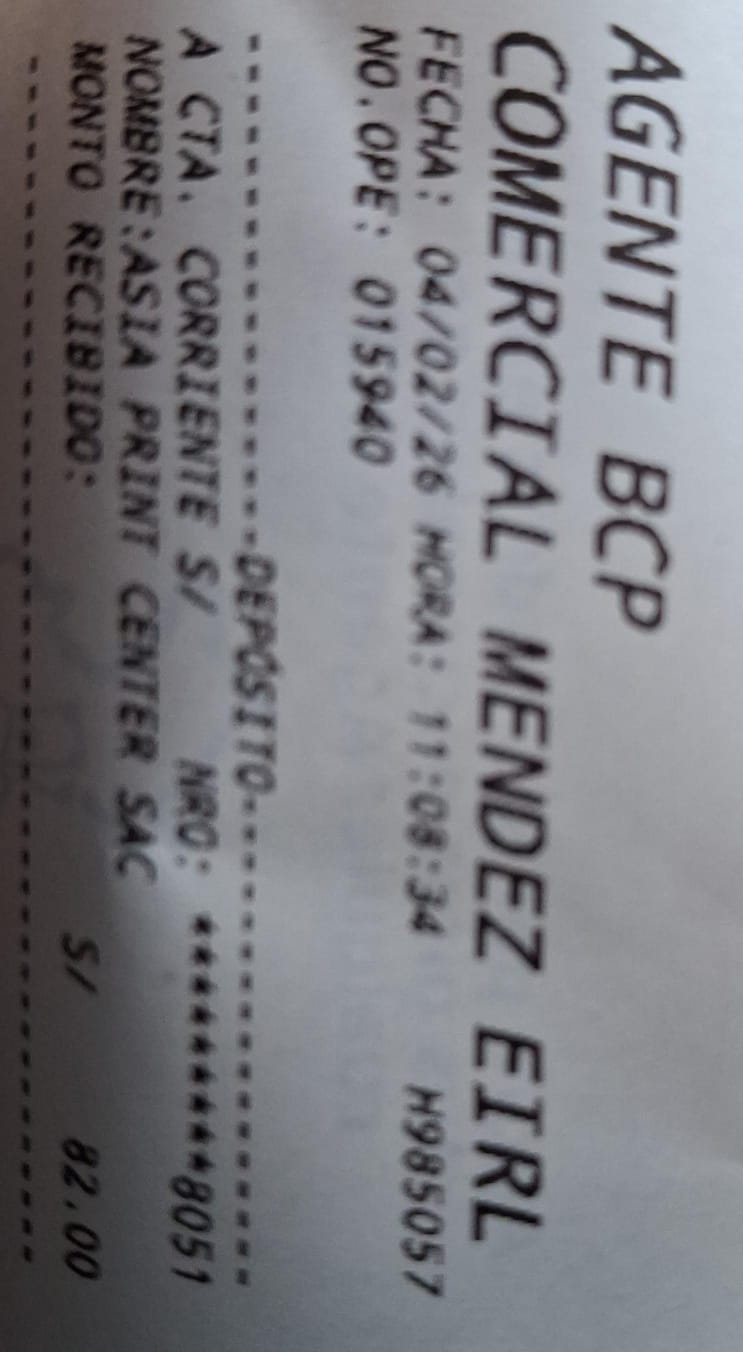 AGENTE BCP
COMERCIAL MENDEZ EIRL
FECHA: 04/02/26 HORA: 11:08:34 H985057
NO.OPE: 015940
-------------DEPÓSITO-----------------
A CTA. CORRIENTE S/ NRO: **********8051
NOMBRE:ASIA PRINT CENTER SAC
MONTO RECIBIDO: S/ 82.00
----------------------------------------